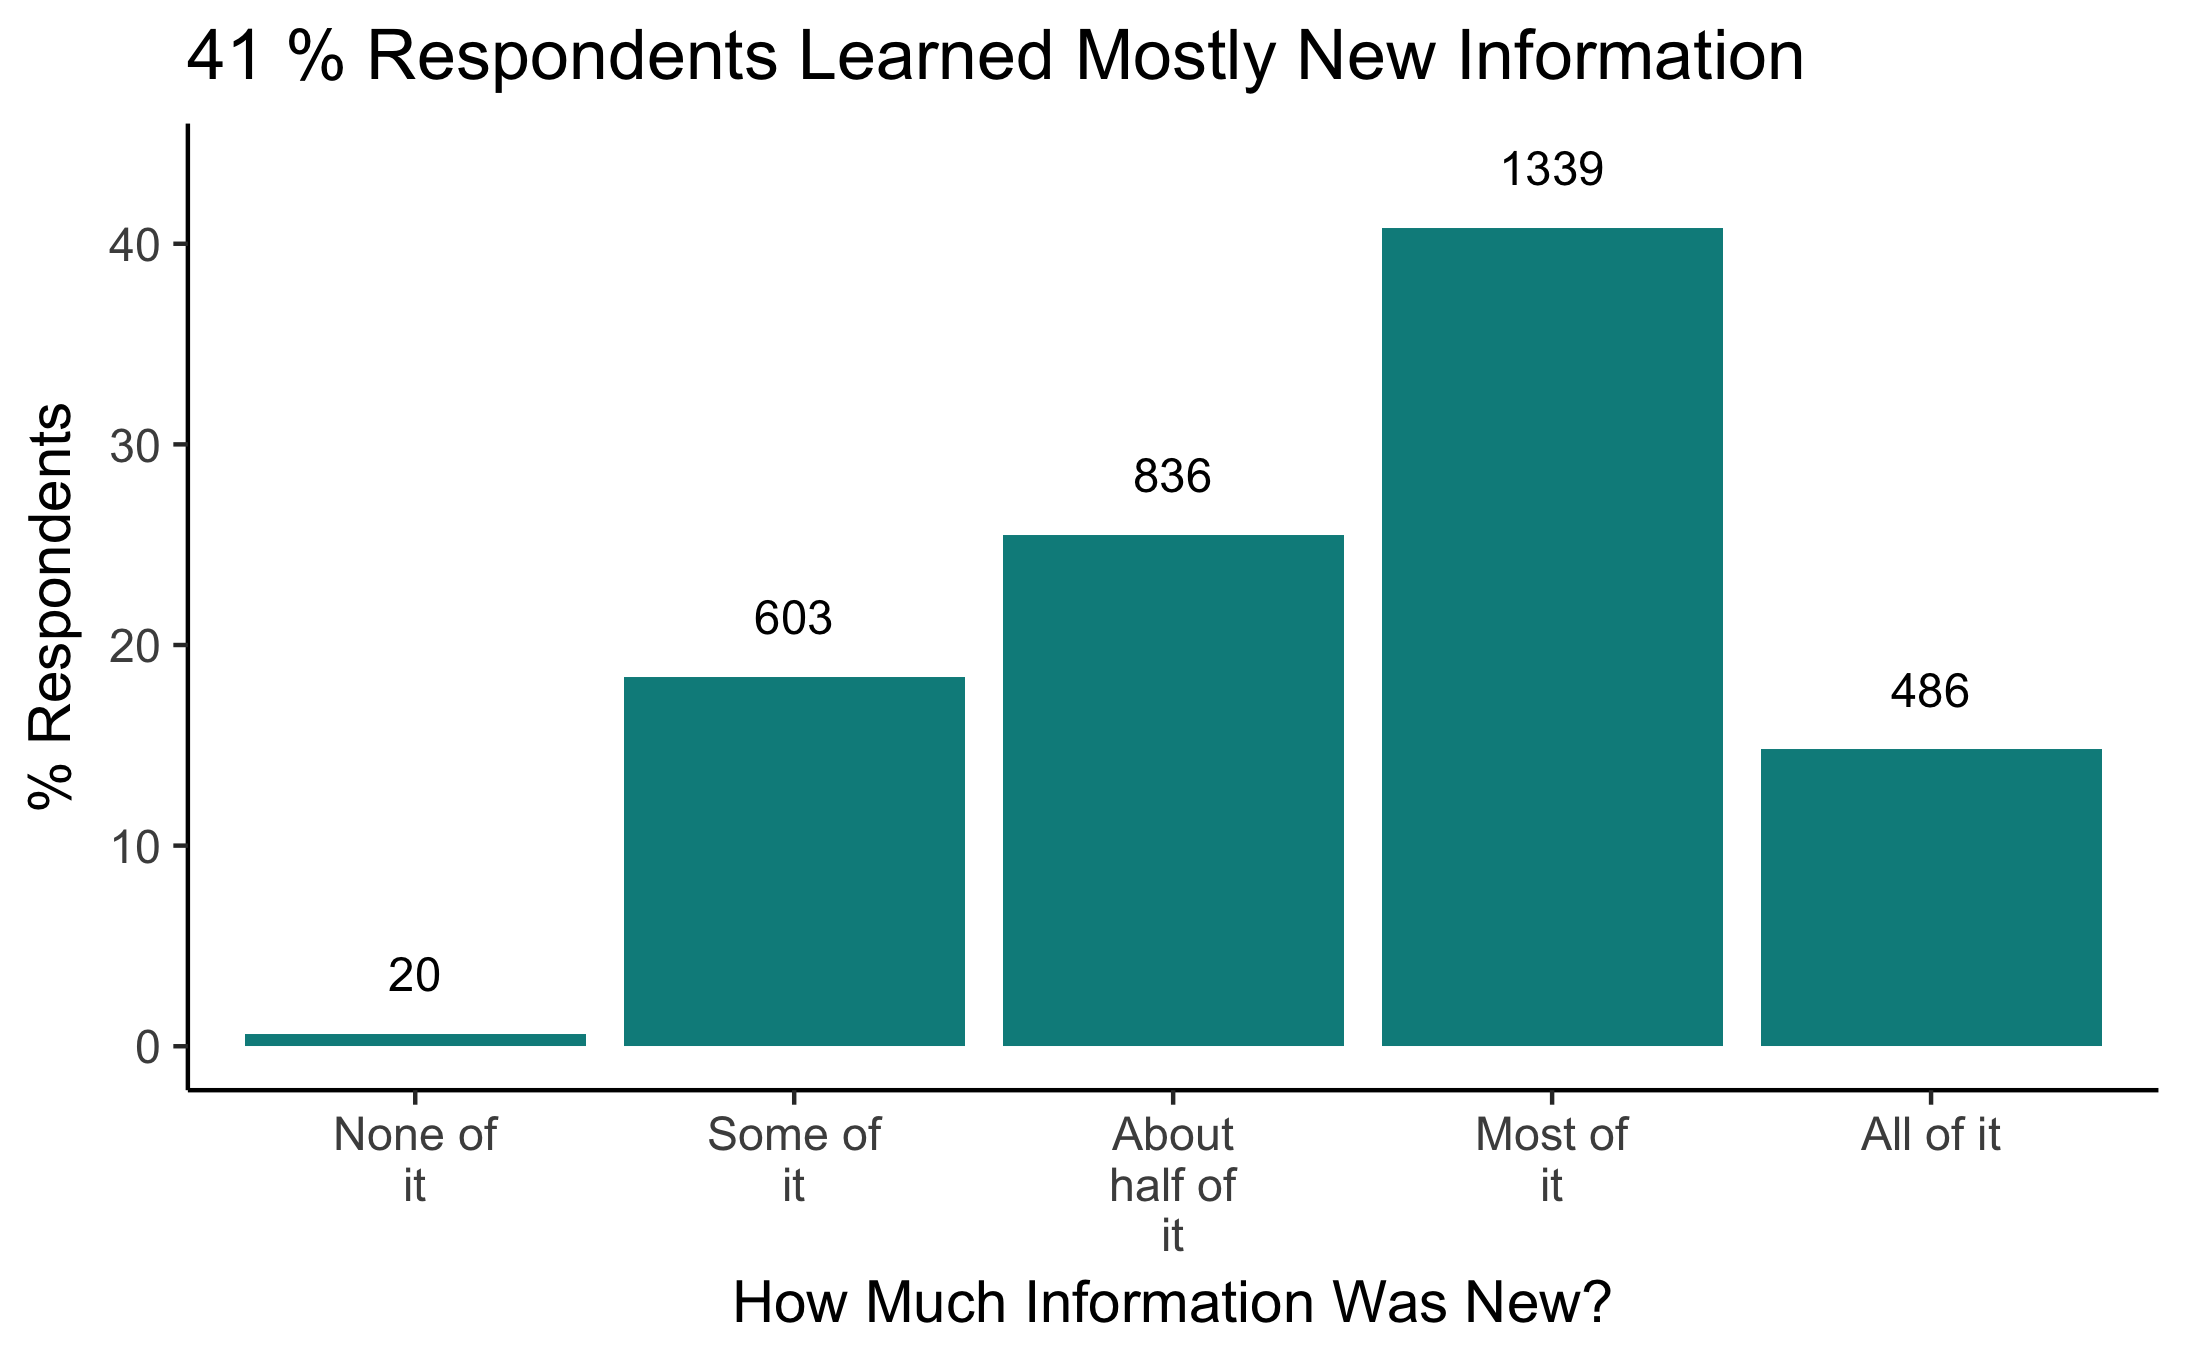 41 % Respondents Learned Mostly New Information
% Respondents
40
30
20
10
0
20
603
836
1339
486
None of
it
Some of
it
About
half of
it
Most of
it
All of it
How Much Information Was New?